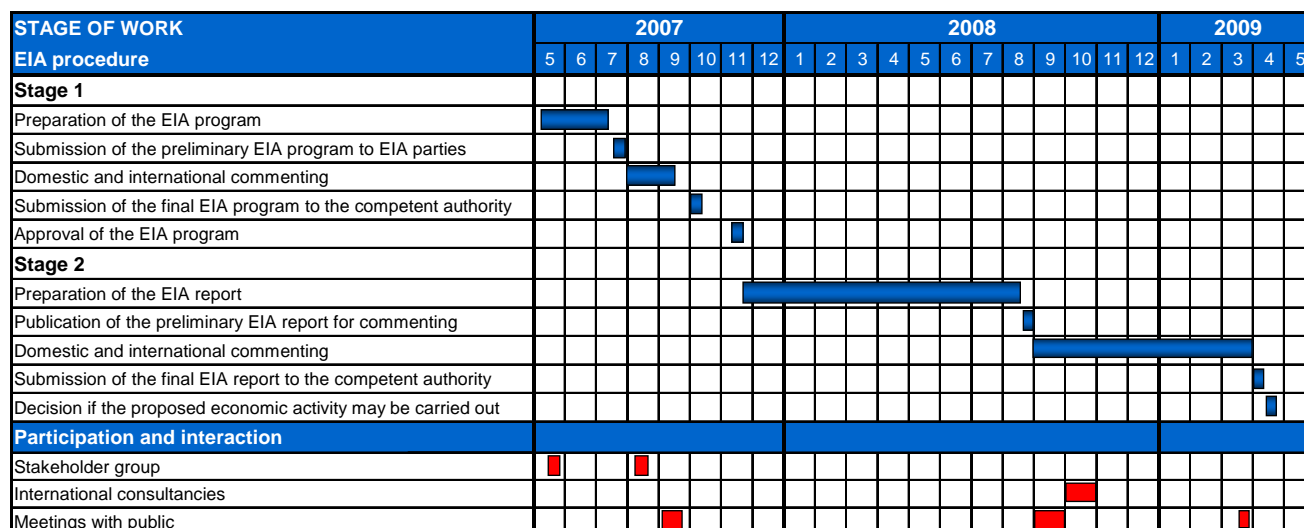 STAGE OF WORK 2007 2008 2009
EIA procedure 5 6 7 8 9 10 11 12 1 2 3 4 5 6 7 8 9 10 11 12 1 2 3 4 5
Stage 1
Preparation of the EIA program
Submission of the preliminary EIA program to EIA parties
Domestic and international commenting
Submission of the final EIA program to the competent authority
Approval of the EIA program
Stage 2
Preparation of the EIA report
Publication of the preliminary EIA report for commenting
Domestic and international commenting
Submission of the final EIA report to the competent authority
Decision if the proposed economic activity may be carried out
Participation and interaction
Stakeholder group
International consultancies
Meetings with public